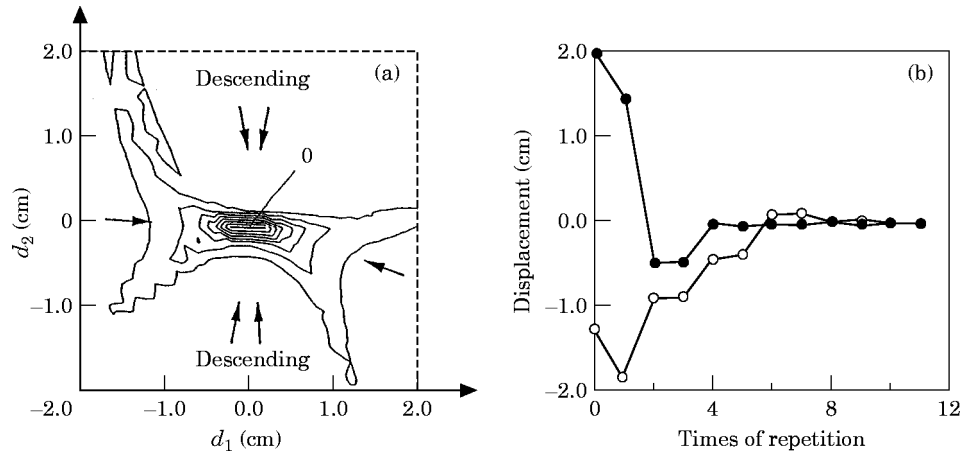 2.0
(a)
Descending
1.0
0
0
d2 (cm)
–1.0
Descending
–2.0
–1.0
0.0
1.0
2.0
d1 (cm)
2.0
(b)
1.0
Displacement (cm)
0.0
–1.0
–2.0
0
4
8
12
Times of repetition